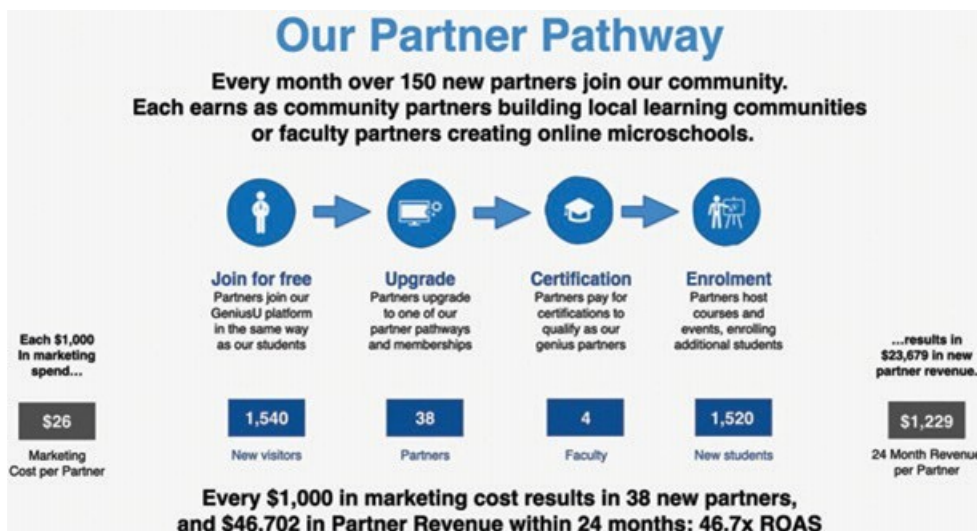 Our Partner Pathway
Every month over 150 new partners join our community.
Each earns as community partners building local learning communities
or faculty partners creating online microschools.
Join for free
Partners join our
GeniusU platform
in the same way
as our students
Upgrade
Partners upgrade
to one of our
partner pathways
and memberships
Certification
Partners pay for
certifications to
qualify as our
genius partners
Enrolment
Partners host
courses and
events, enrolling
additional students
Each $1,000
In marketing
spend...
$26
Marketing
Cost per Partner
1,540
New visitors
38
Partners
4
Faculty
1,520
New students
...results in
$23,679 in new
partner revenue.
$1,229
24 Month Revenue
per Partner
Every $1,000 in marketing cost results in 38 new partners,
and $46,702 in Partner Revenue within 24 months: 46.7x ROAS